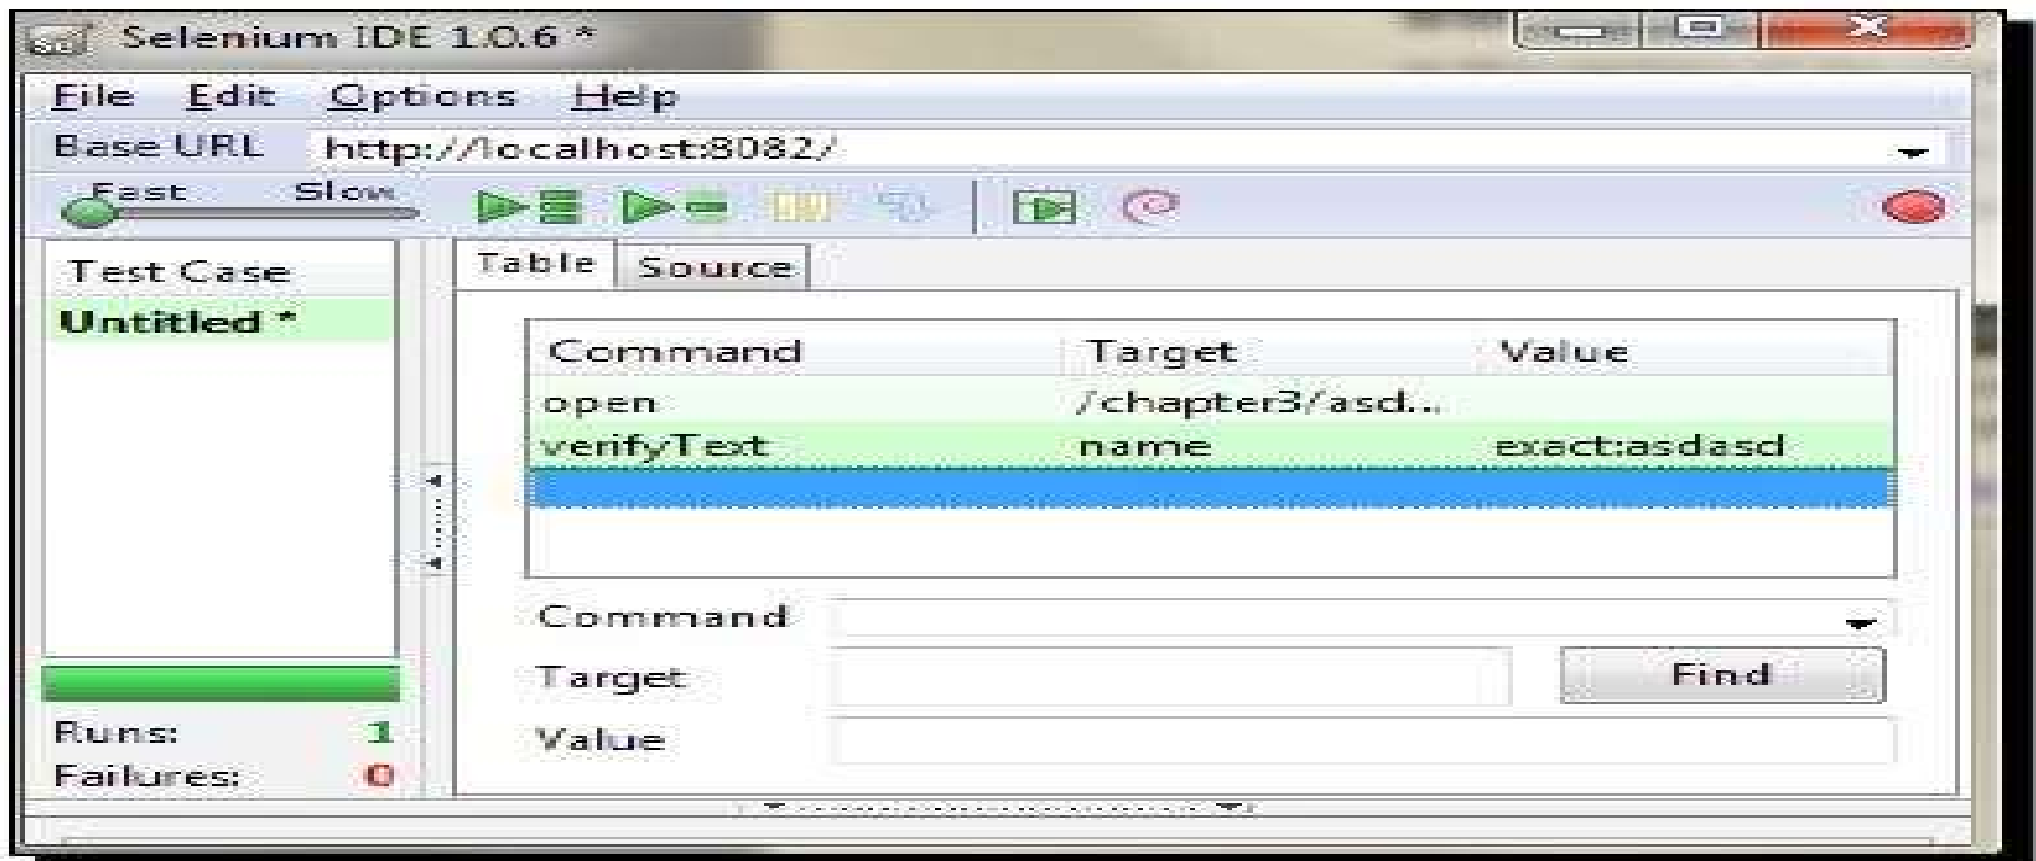 Selenium IDE 1.0.6 *
File Edit Options Help
Base URL http://localhost:8082/
Fast Slow
Test Case
Untitled *
Table Source
Command Target Value
open /chapter3/asd...
verifyText name exact:asdasd
Command
Target Find
Value
Runs: 1
Failures: 0